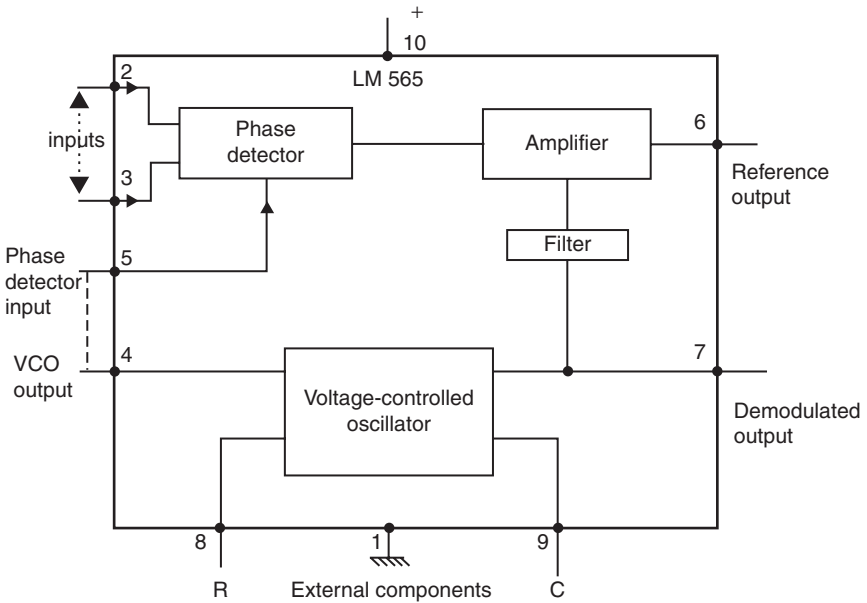 +
10
LM 565
2
inputs
3
Phase
detector
Amplifier
6
Reference
output
Filter
Phase
detector
input
5
VCO
output
4
Voltage-controlled
oscillator
7
Demodulated
output
8
1
9
R
External components
C